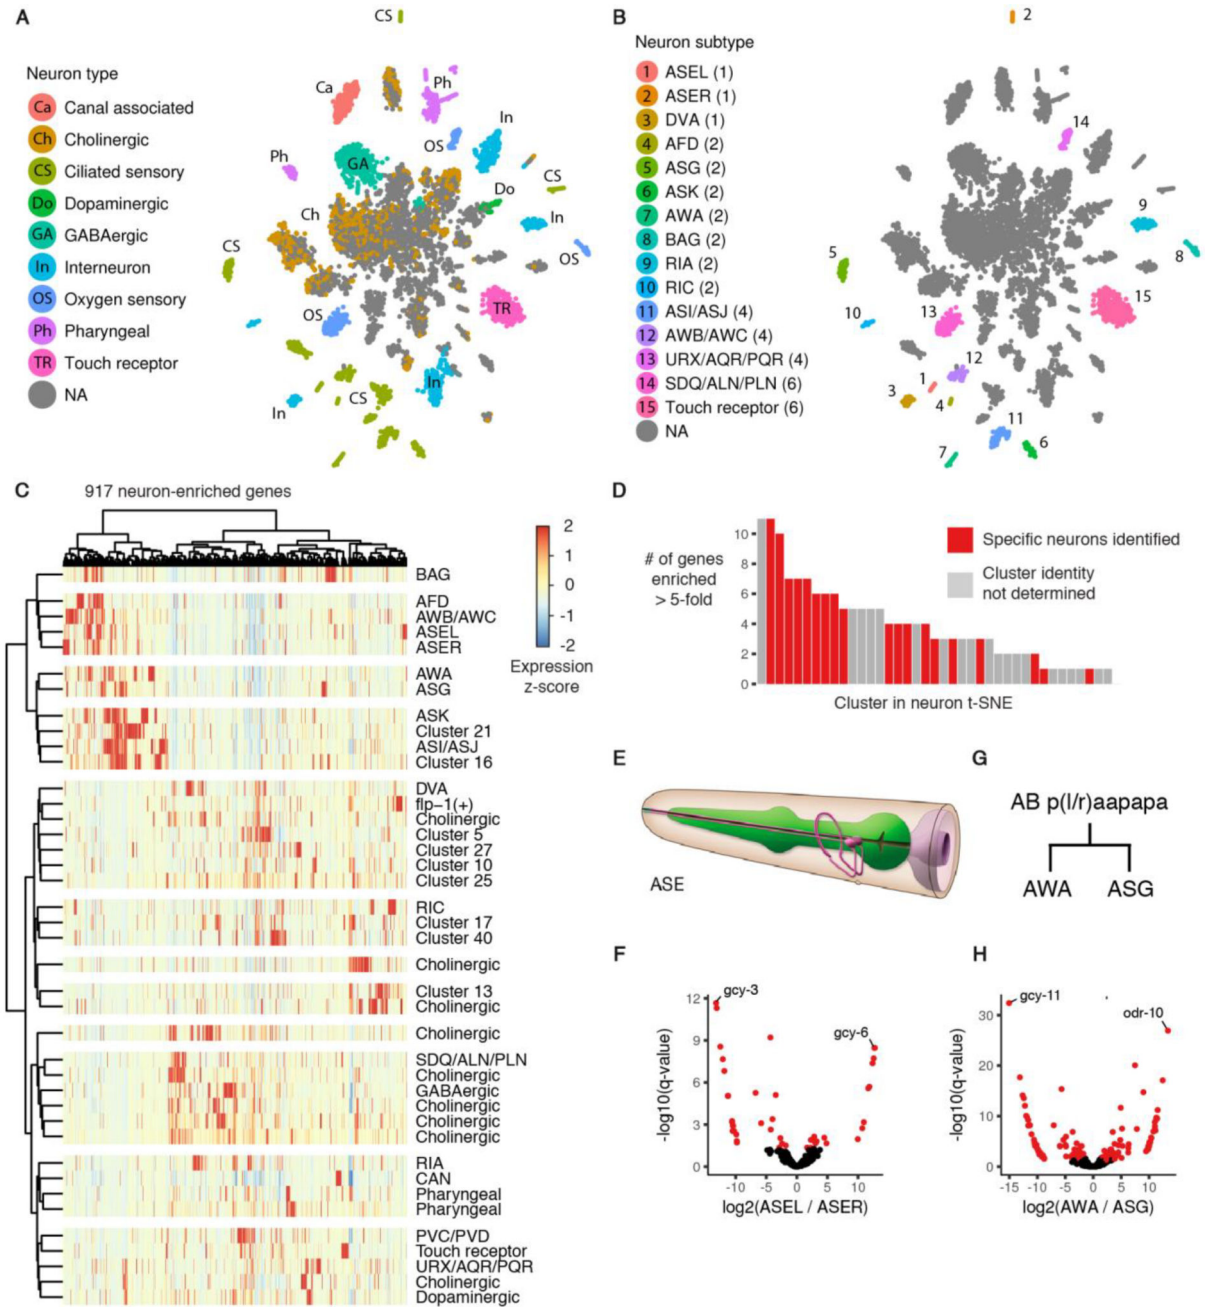 A
CS
Neuron type
Ca Canal associated
Ch Cholinergic
CS Ciliated sensory
Do Dopaminergic
GA GABAergic
In Interneuron
OS Oxygen sensory
Ph Pharyngeal
TR Touch receptor
NA
Ca
Ph
In
OS
Ph
GA
CS
Do
Ch
In
CS
OS
TR
OS
In
CS
In
B
2
Neuron subtype
1 ASEL (1)
2 ASER (1)
3 DVA (1)
4 AFD (2)
5 ASG (2)
6 ASK (2)
7 AWA (2)
8 BAG (2)
9 RIA (2)
10 RIC (2)
11 ASI/ASJ (4)
12 AWB/AWC (4)
13 URX/AQR/PQR (4)
14 SDQ/ALN/PLN (6)
15 Touch receptor (6)
NA
14
9
5
8
15
10
13
12
1
3
4
11
6
7
C
917 neuron-enriched genes
2
1
0
-1
-2
Expression
z-score
BAG
AFD
AWB/AWC
ASEL
ASER
AWA
ASG
ASK
Cluster 21
ASI/ASJ
Cluster 16
DVA
flp-1(+)
Cholinergic
Cluster 5
Cluster 27
Cluster 10
Cluster 25
RIC
Cluster 17
Cluster 40
Cholinergic
Cluster 13
Cholinergic
Cholinergic
SDQ/ALN/PLN
Cholinergic
GABAergic
Cholinergic
Cholinergic
Cholinergic
RIA
CAN
Pharyngeal
Pharyngeal
PVC/PVD
Touch receptor
URX/AQR/PQR
Cholinergic
Dopaminergic
D
# of genes
enriched
> 5-fold
10
8
6
4
2
0
Specific neurons identified
Cluster identity
not determined
Cluster in neuron t-SNE
E
ASE
G
AB p(l/r)aapapa
AWA ASG
F
-log10(q-value)
12
9
6
3
0
gcy-3
gcy-6
-10 -5 0 5 10
log2(ASEL / ASER)
H
-log10(q-value)
30
20
10
0
gcy-11
odr-10
-15 -10 -5 0 5 10
log2(AWA / ASG)